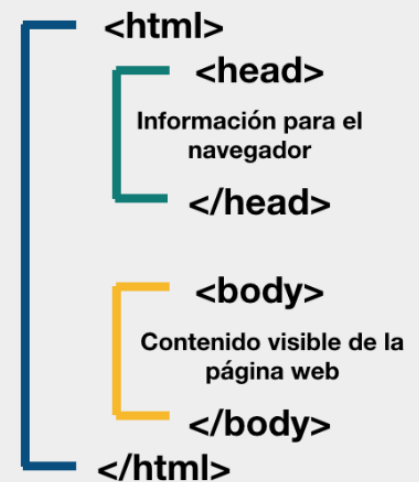 <html>
<head>
Información para el
navegador
</head>
<body>
Contenido visible de la
página web
</body>
</html>